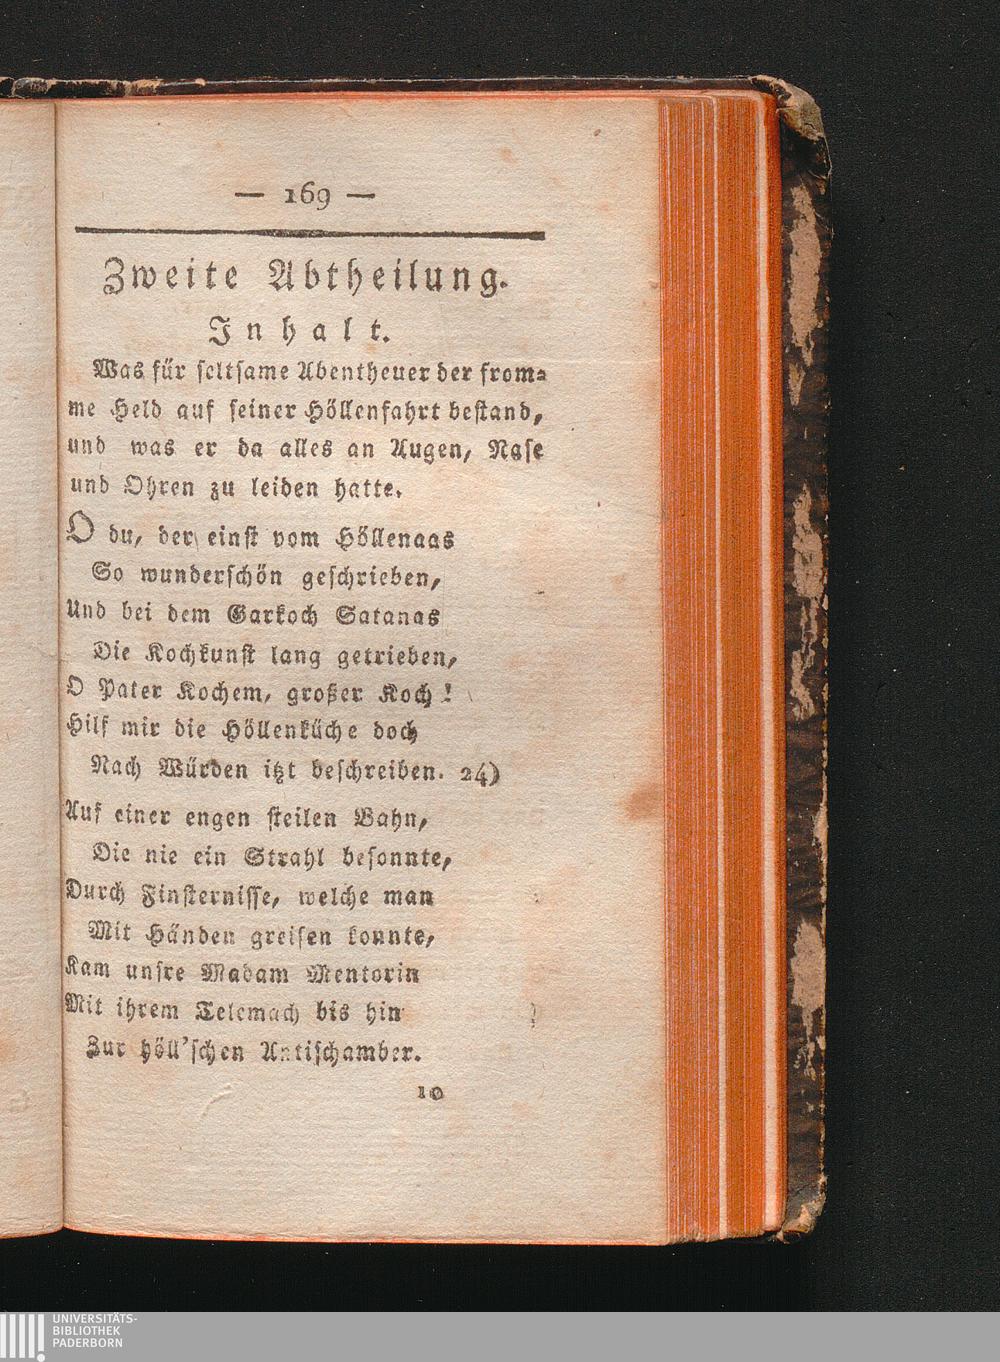 — 169 —
Zweite Abtheilung.
Inhalt.
Was für seltsame Abentheuer der from-
me Held auf seiner Höllenfahrt bestand,
und was er da alles an Augen, Nase
und Ohren zu leiden hatte.
O du, der einst vom Höllenaas
So wunderschön geschrieben,
Und bei dem Garkoch Satanas
Die Kochkunst lang getrieben,
O Pater Kochem, großer Koch!
Hilf mir die Höllenküche doch
Nach Würden itzt beschreiben. 24)
Auf einer engen steilen Bahn,
Die nie ein Strahl besonnte,
Durch Finsternisse, welche man
Mit Händen greifen konnte,
Kam unsre Madam Mentorin
Mit ihrem Telemach bis hin
Zur höll'schen Antischamber.
10
UNIVERSITÄTS-
BIBLIOTHEK
PADERBORN